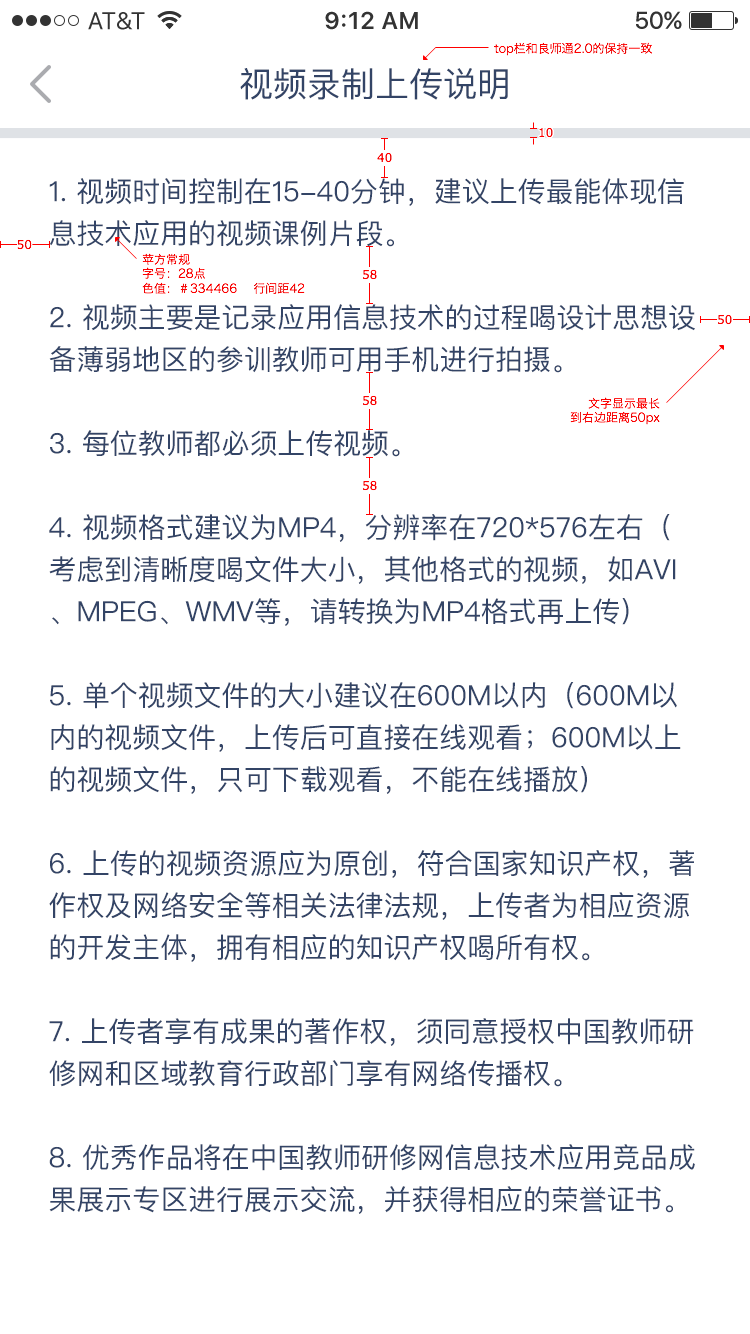 AT&T 9:12 AM 50%
top栏和良师通2.0的保持一致
视频录制上传说明
10
40
1. 视频时间控制在15-40分钟，建议上传最能体现信
息技术应用的视频课例片段。
50
苹方常规
字号：28点
色值：#334466 行间距42
58
2. 视频主要是记录应用信息技术的过程喝设计思想设
备薄弱地区的参训教师可用手机进行拍摄。
50
文字显示最长
到右边距离50px
58
3. 每位教师都必须上传视频。
58
4. 视频格式建议为MP4，分辨率在720*576左右（
考虑到清晰度喝文件大小，其他格式的视频，如AVI
、MPEG、WMV等，请转换为MP4格式再上传）
5. 单个视频文件的大小建议在600M以内（600M以
内的视频文件，上传后可直接在线观看；600M以上
的视频文件，只可下载观看，不能在线播放）
6. 上传的视频资源应为原创，符合国家知识产权，著
作权及网络安全等相关法律法规，上传者为相应资源
的开发主体，拥有相应的知识产权喝所有权。
7. 上传者享有成果的著作权，须同意授权中国教师研
修网和区域教育行政部门享有网络传播权。
8. 优秀作品将在中国教师研修网信息技术应用竞品成
果展示专区进行展示交流，并获得相应的荣誉证书。